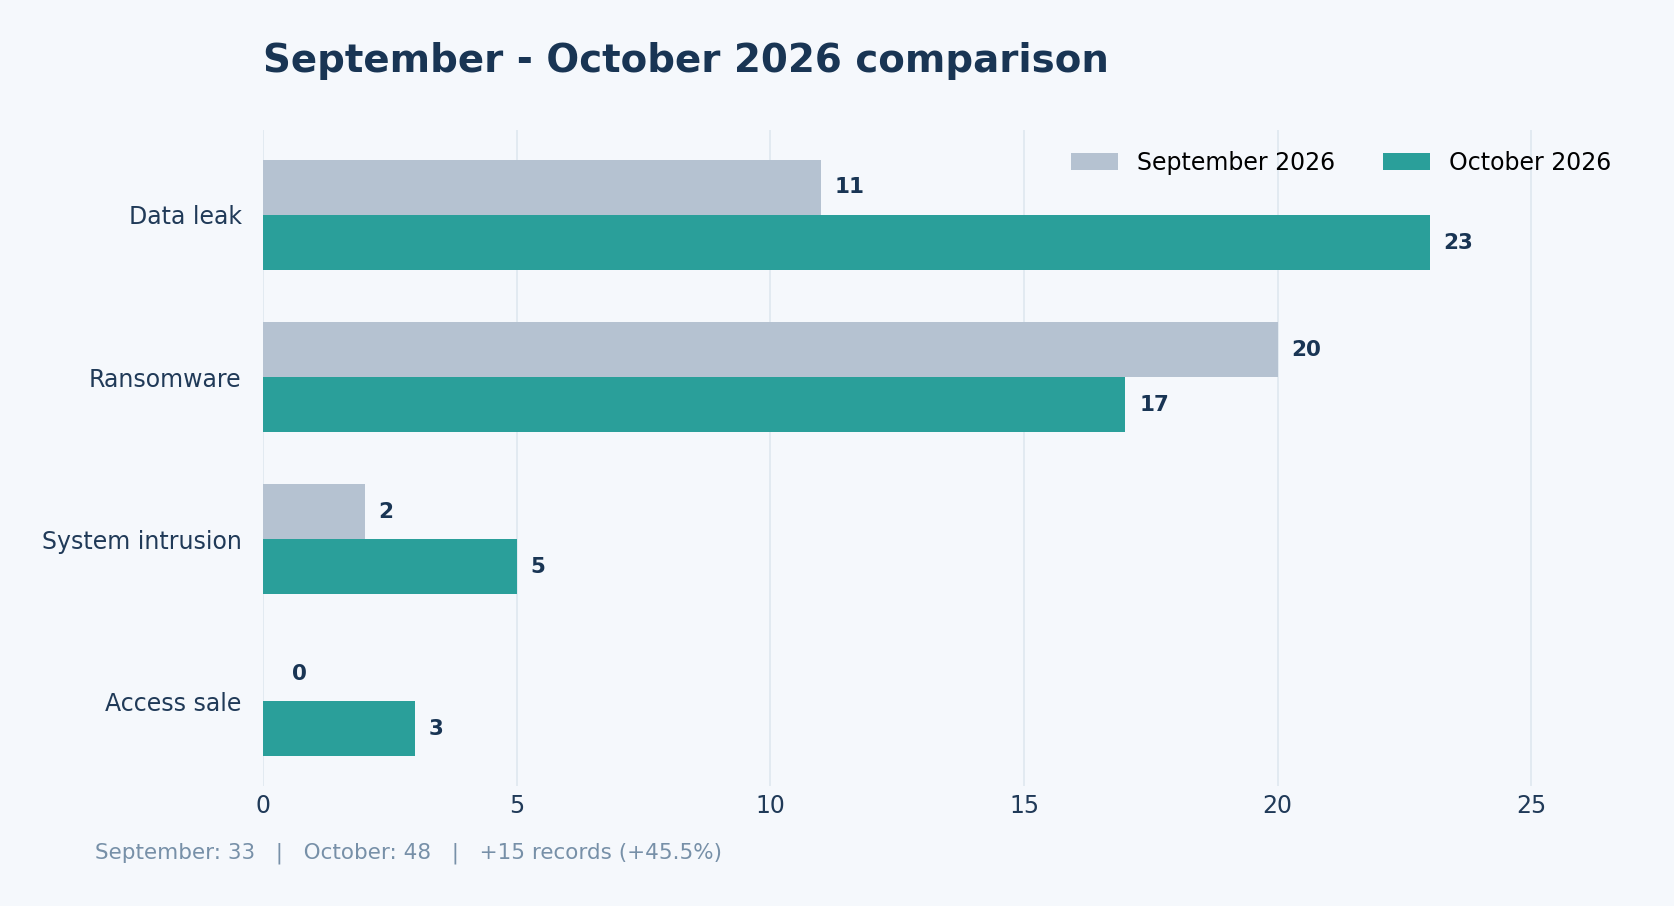 September - October 2026 comparison
September 2026 October 2026
Data leak
11
23
Ransomware
20
17
System intrusion
2
5
Access sale
0
3
0 5 10 15 20 25
September: 33 | October: 48 | +15 records (+45.5%)